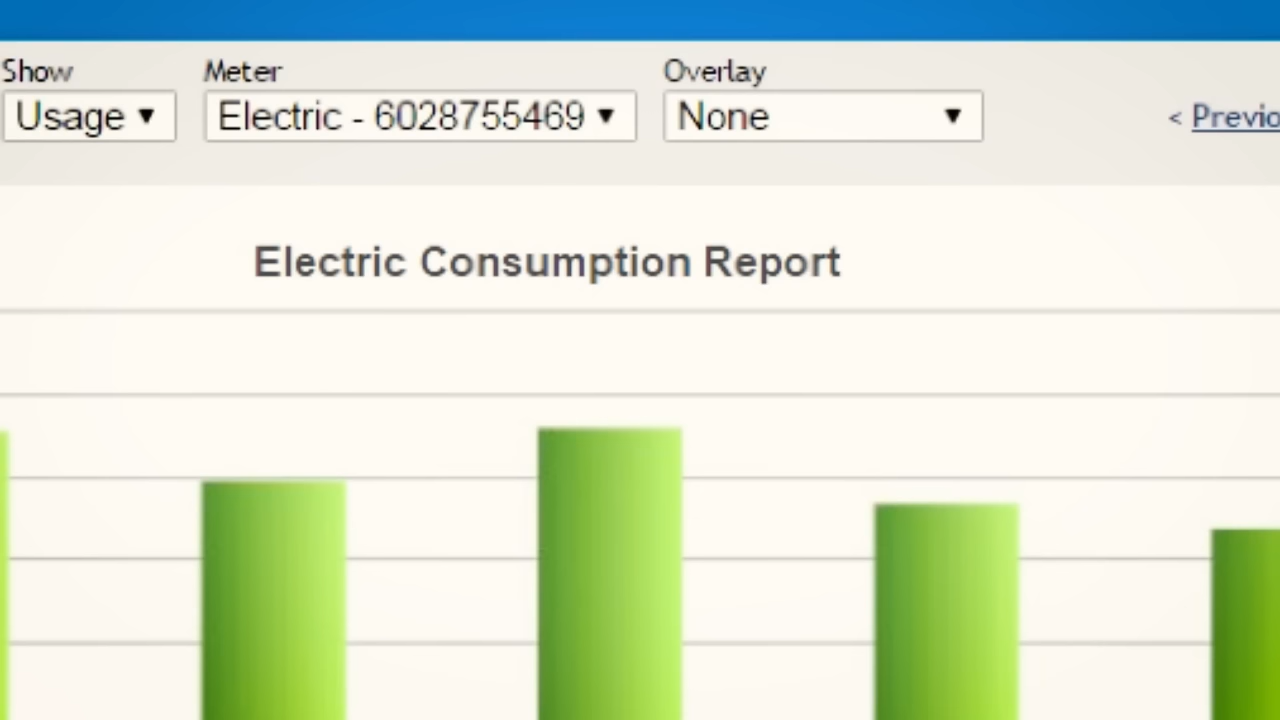 Show Meter Overlay
Usage Electric - 6028755469 None < Previo
Electric Consumption Report